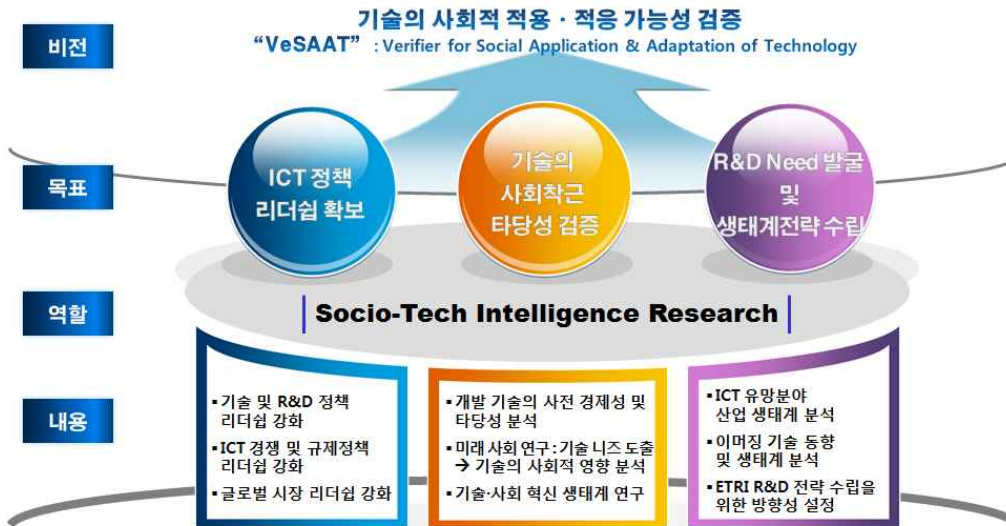 비전
기술의 사회적 적용 · 적응 가능성 검증
“VeSAAT” : Verifier for Social Application & Adaptation of Technology
목표
ICT 정책
리더쉽 확보
기술의
사회착근
타당성 검증
R&D Need 발굴
및
생태계전략 수립
역할
Socio-Tech Intelligence Research
내용
▪ 기술 및 R&D 정책
리더쉽 강화
▪ ICT 경쟁 및 규제정책
리더쉽 강화
▪ 글로벌 시장 리더쉽 강화
▪ 개발 기술의 사전 경제성 및
타당성 분석
▪ 미래 사회 연구 : 기술 니즈 도출
→ 기술의 사회적 영향 분석
▪ 기술·사회 혁신 생태계 연구
▪ ICT 유망분야
산업 생태계 분석
▪ 이머징 기술 동향
및 생태계 분석
▪ ETRI R&D 전략 수립을
위한 방향성 설정